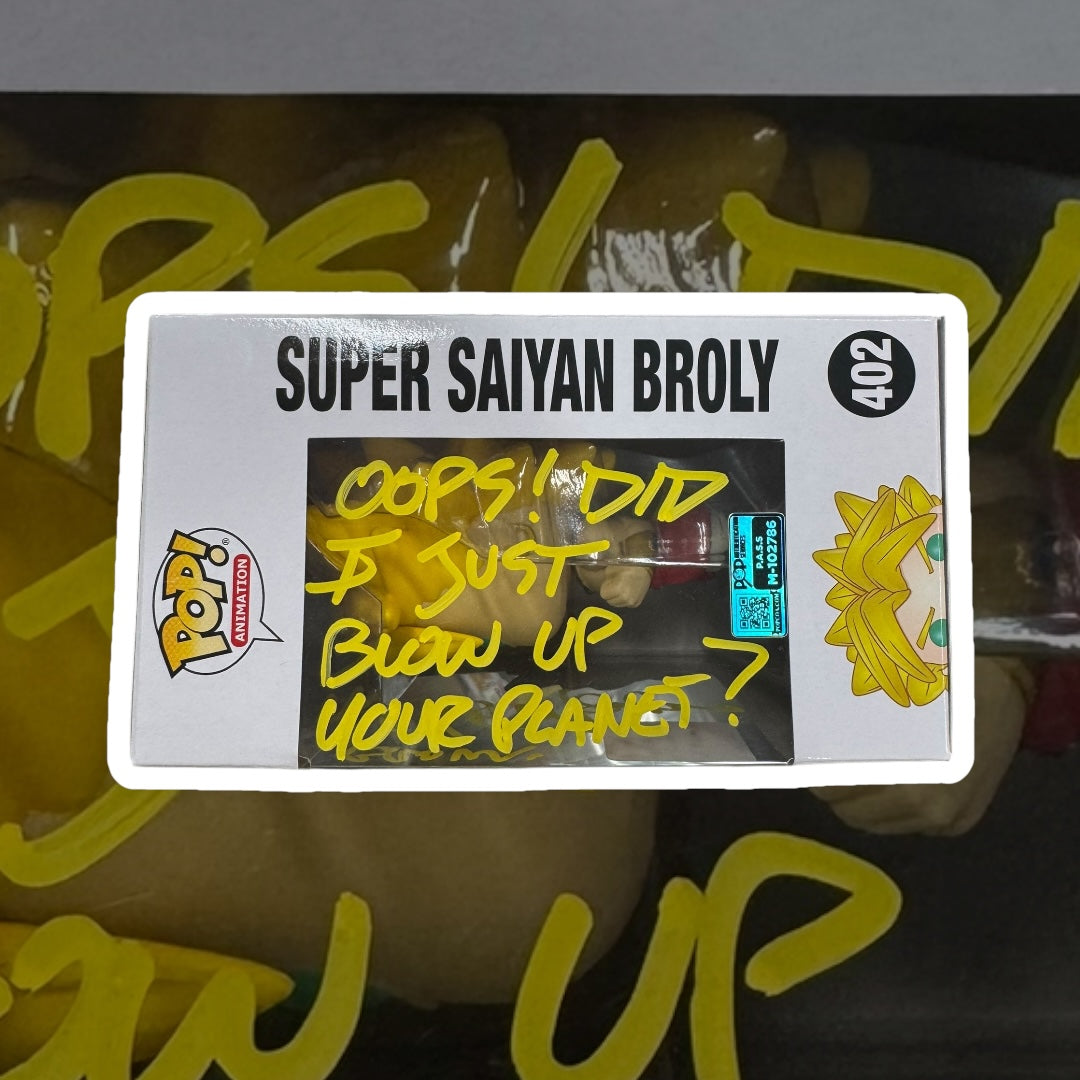 SUPER SAIYAN BROLY
402
OOPS! DID
I JUST
BLOW UP
YOUR PLANET?
POP!
ANIMATION
P.A.S.S
M-102786